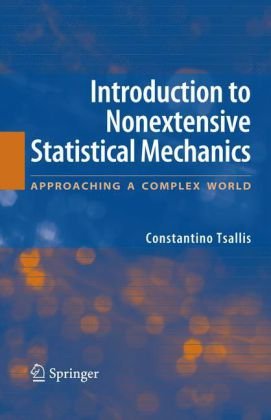 Introduction to
Nonextensive
Statistical Mechanics
APPROACHING A COMPLEX WORLD
Constantino Tsallis
Springer